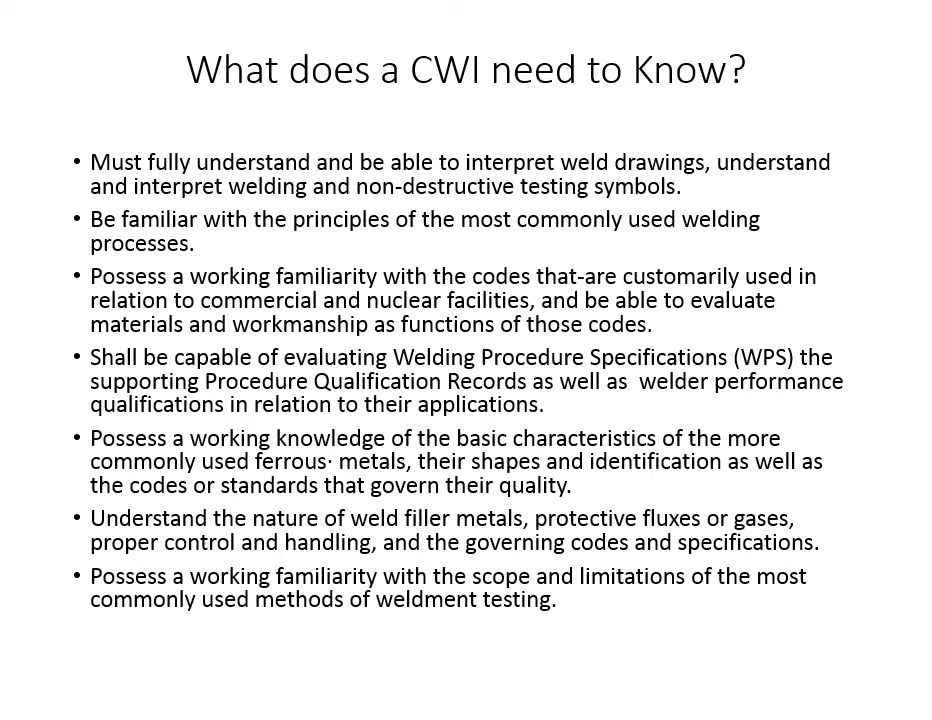 What does a CWI need to Know?
• Must fully understand and be able to interpret weld drawings, understand
and interpret welding and non-destructive testing symbols.
• Be familiar with the principles of the most commonly used welding
processes.
• Possess a working familiarity with the codes that-are customarily used in
relation to commercial and nuclear facilities, and be able to evaluate
materials and workmanship as functions of those codes.
• Shall be capable of evaluating Welding Procedure Specifications (WPS) the
supporting Procedure Qualification Records as well as  welder performance
qualifications in relation to their applications.
• Possess a working knowledge of the basic characteristics of the more
commonly used ferrous· metals, their shapes and identification as well as
the codes or standards that govern their quality.
• Understand the nature of weld filler metals, protective fluxes or gases,
proper control and handling, and the governing codes and specifications.
• Possess a working familiarity with the scope and limitations of the most
commonly used methods of weldment testing.